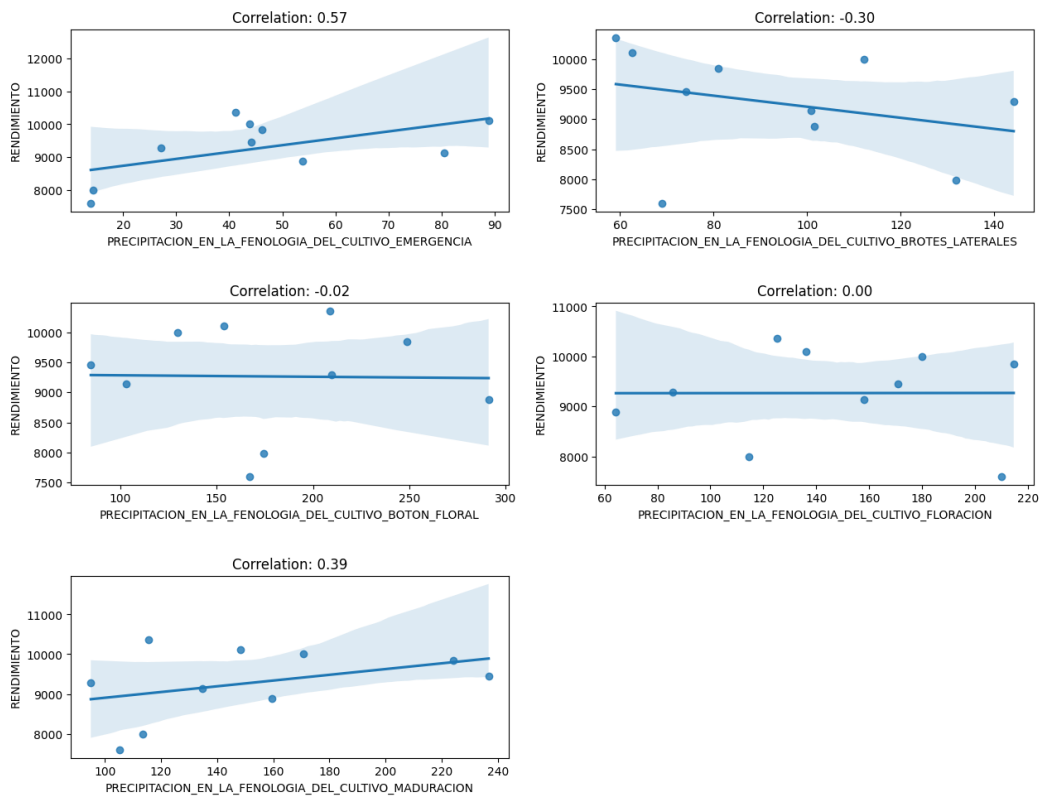 Correlation: 0.57
RENDIMIENTO
12000
11000
10000
9000
8000
20 30 40 50 60 70 80 90
PRECIPITACION_EN_LA_FENOLOGIA_DEL_CULTIVO_EMERGENCIA
Correlation: -0.30
RENDIMIENTO
10000
9500
9000
8500
8000
7500
60 80 100 120 140
PRECIPITACION_EN_LA_FENOLOGIA_DEL_CULTIVO_BROTES_LATERALES
Correlation: -0.02
RENDIMIENTO
10000
9500
9000
8500
8000
7500
100 150 200 250 300
PRECIPITACION_EN_LA_FENOLOGIA_DEL_CULTIVO_BOTON_FLORAL
Correlation: 0.00
RENDIMIENTO
11000
10000
9000
8000
60 80 100 120 140 160 180 200 220
PRECIPITACION_EN_LA_FENOLOGIA_DEL_CULTIVO_FLORACION
Correlation: 0.39
RENDIMIENTO
11000
10000
9000
8000
100 120 140 160 180 200 220 240
PRECIPITACION_EN_LA_FENOLOGIA_DEL_CULTIVO_MADURACION